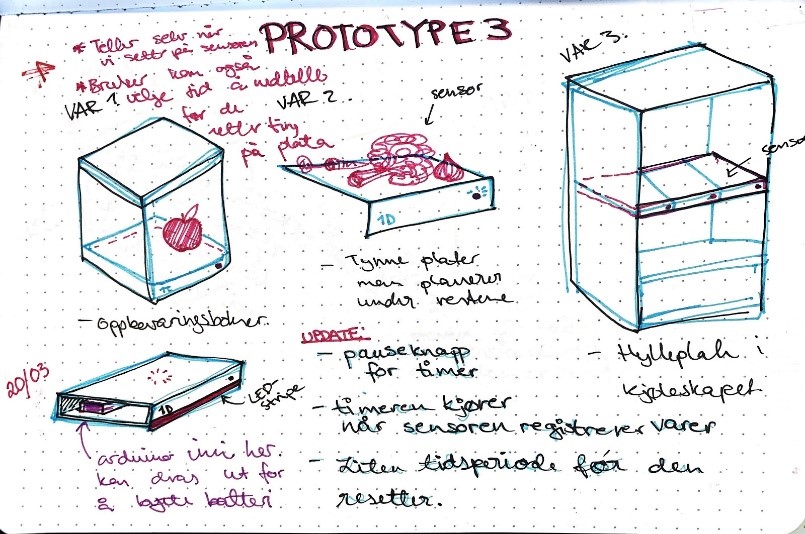 PROTOTYPE 3
* Teller selv når
vi setter på sensoren
* Bruker kan også
velge tid å nedtelle
før de
setter ting
på plata
VAR 1
VAR 2..
sensor
VAR 3.
senso
1D
- Oppbevaringsbokser.
- Tynne plater
man plasserer
under restene
- Hylleplate i
kjøleskapet
20/03
LED-
stripe
1D
arduino inni her.
kan dras ut for
å bytte batteri
UPDATE:
- pauseknapp
for timer
- timeren kjører
når sensoren registrerer varer
- Liten tidsperiode før den
resetter.